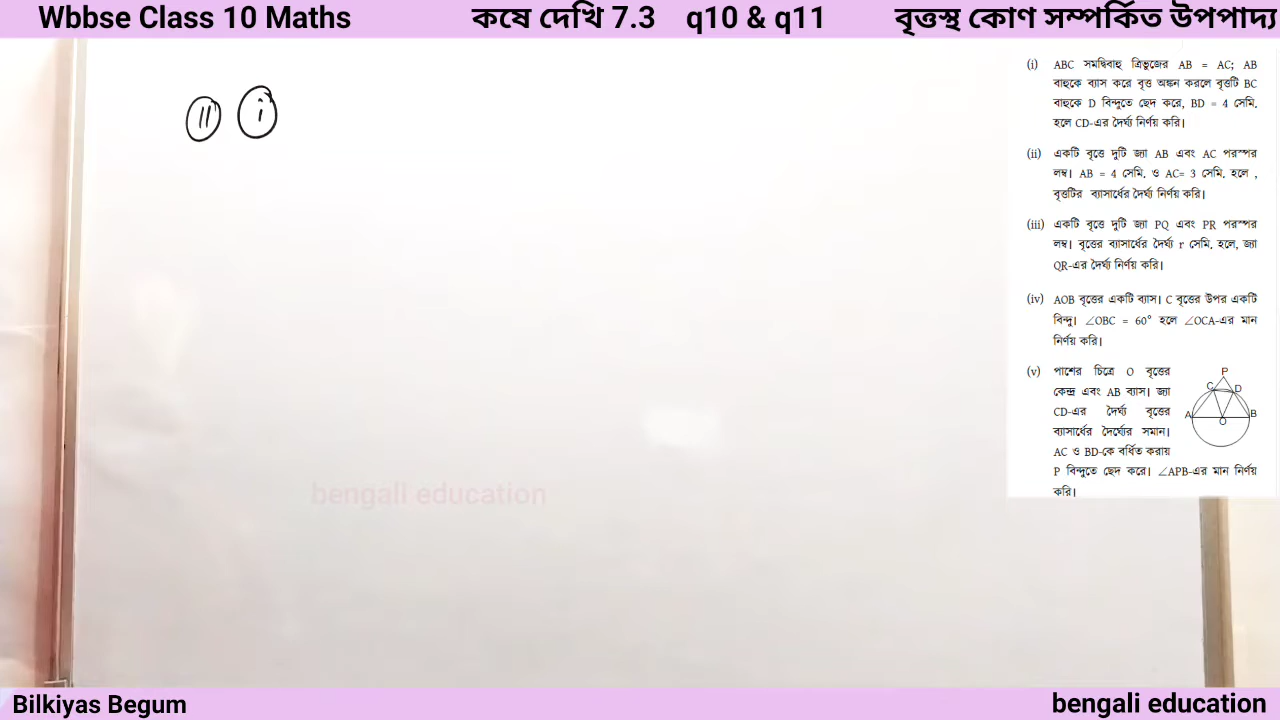 Wbbse Class 10 Maths কষে দেখি 7.3 q10 & q11 বৃত্তস্থ কোণ সম্পর্কিত উপপাদ্য
11 i
(i) ABC সমদ্বিবাহু ত্রিভুজের AB = AC; AB
বাহুকে ব্যাস করে বৃত্ত অঙ্কন করলে বৃত্তটি BC
বাহুকে D বিন্দুতে ছেদ করে, BD = 4 সেমি.
হলে CD-এর দৈর্ঘ্য নির্ণয় করি।
(ii) একটি বৃত্তে দুটি জ্যা AB এবং AC পরস্পর
লম্ব। AB = 4 সেমি. ও AC= 3 সেমি. হলে ,
বৃত্তটির ব্যাসার্ধের দৈর্ঘ্য নির্ণয় করি।
(iii) একটি বৃত্তে দুটি জ্যা PQ এবং PR পরস্পর
লম্ব। বৃত্তের ব্যাসার্ধের দৈর্ঘ্য r সেমি. হলে, জ্যা
QR-এর দৈর্ঘ্য নির্ণয় করি।
(iv) AOB বৃত্তের একটি ব্যাস। C বৃত্তের উপর একটি
বিন্দু। ∠OBC = 60° হলে ∠OCA-এর মান
নির্ণয় করি।
(v) পাশের চিত্রে O বৃত্তের
কেন্দ্র এবং AB ব্যাস। জ্যা
CD-এর দৈর্ঘ্য বৃত্তের
ব্যাসার্ধের দৈর্ঘ্যের সমান।
AC ও BD-কে বর্ধিত করায়
P বিন্দুতে ছেদ করে। ∠APB-এর মান নির্ণয়
করি।
P
C D
A O B
bengali education
Bilkiyas Begum bengali education